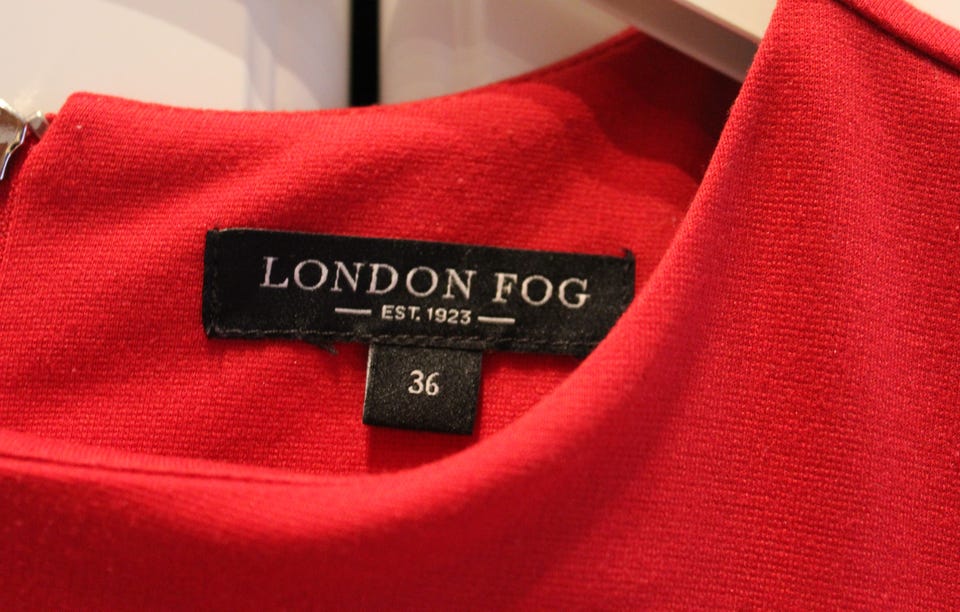 LONDON FOG
EST. 1923
36